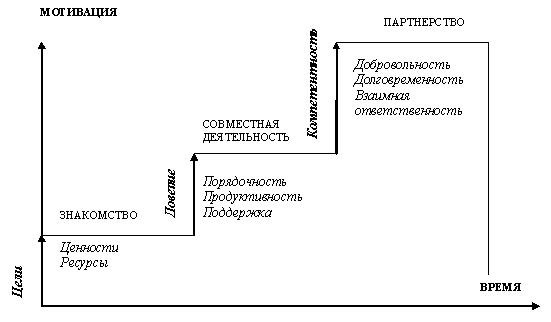 МОТИВАЦИЯ
ПАРТНЕРСТВО
Компетентность
Добровольность
Долговременность
Взаимная
ответственность
СОВМЕСТНАЯ
ДЕЯТЕЛЬНОСТЬ
Доверие
Порядочность
Продуктивность
Поддержка
ЗНАКОМСТВО
Ценности
Ресурсы
Цели
ВРЕМЯ